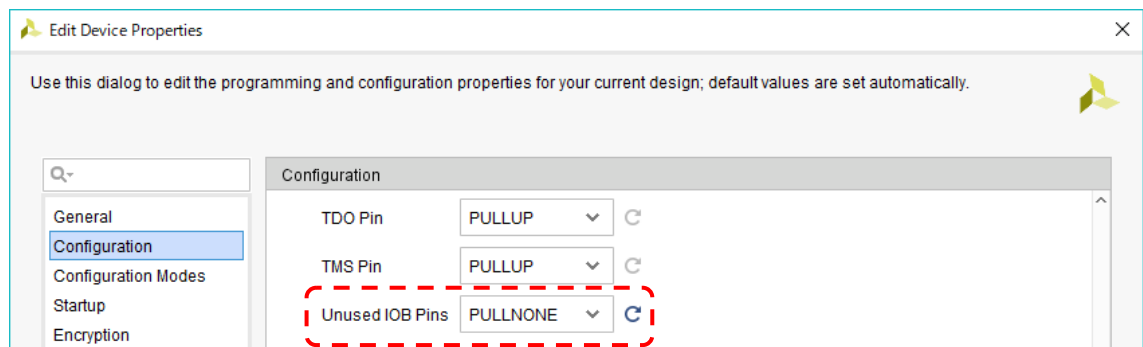 Edit Device Properties
Use this dialog to edit the programming and configuration properties for your current design; default values are set automatically.
General
Configuration
Configuration Modes
Startup
Encryption
Configuration
TDO Pin PULLUP
TMS Pin PULLUP
Unused IOB Pins PULLNONE